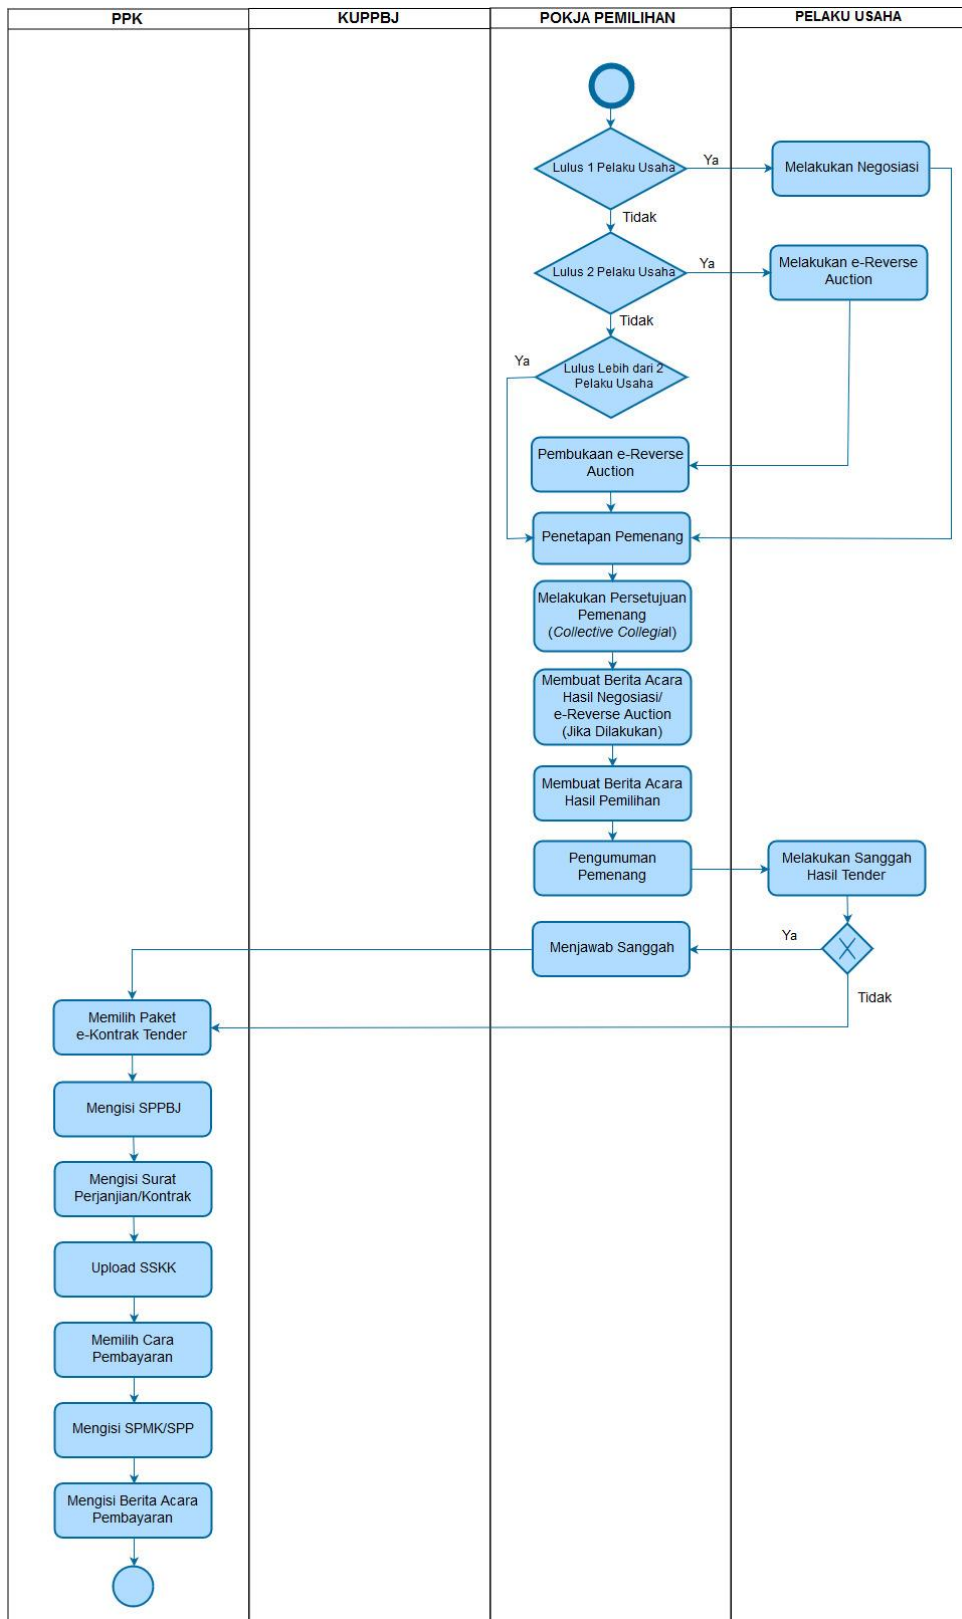 PPK
KUPPBJ
POKJA PEMILIHAN
PELAKU USAHA
Lulus 1 Pelaku Usaha
Ya
Melakukan Negosiasi
Tidak
Lulus 2 Pelaku Usaha
Ya
Melakukan e-Reverse
Auction
Tidak
Ya
Lulus Lebih dari 2
Pelaku Usaha
Pembukaan e-Reverse
Auction
Penetapan Pemenang
Melakukan Persetujuan
Pemenang
(Collective Collegial)
Membuat Berita Acara
Hasil Negosiasi/
e-Reverse Auction
(Jika Dilakukan)
Membuat Berita Acara
Hasil Pemilihan
Pengumuman
Pemenang
Melakukan Sanggah
Hasil Tender
Menjawab Sanggah
Ya
X
Tidak
Memilih Paket
e-Kontrak Tender
Mengisi SPPBJ
Mengisi Surat
Perjanjian/Kontrak
Upload SSKK
Memilih Cara
Pembayaran
Mengisi SPMK/SPP
Mengisi Berita Acara
Pembayaran